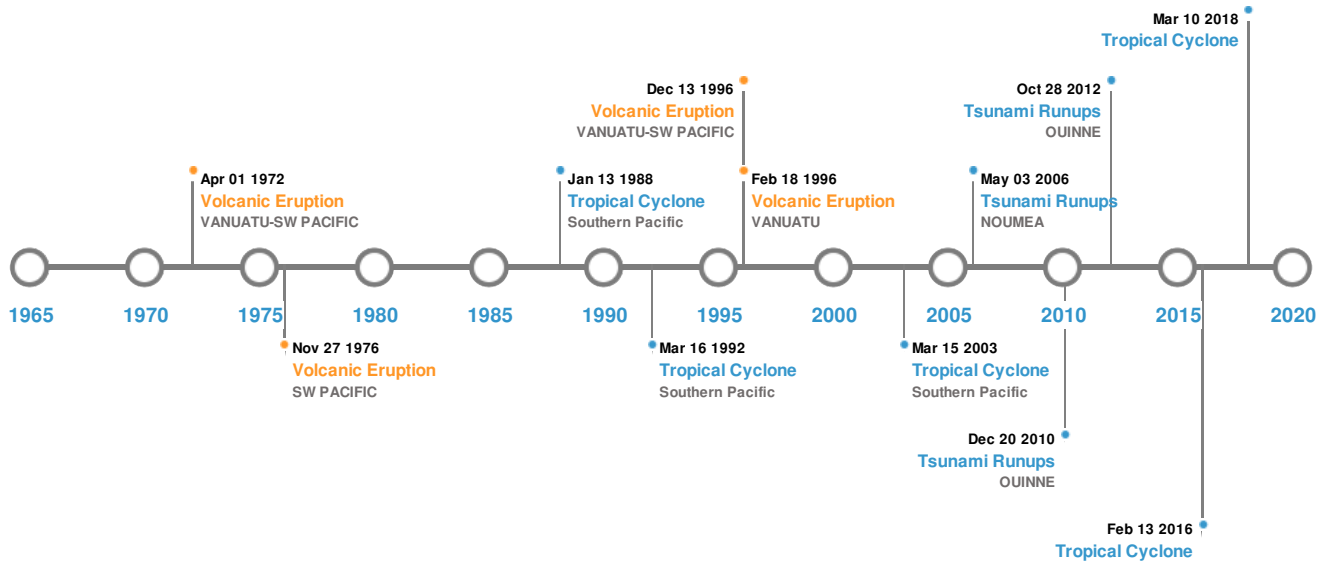 Mar 10 2018
Tropical Cyclone
Dec 13 1996
Volcanic Eruption
VANUATU-SW PACIFIC
Oct 28 2012
Tsunami Runups
OUINNE
Apr 01 1972
Volcanic Eruption
VANUATU-SW PACIFIC
Jan 13 1988
Tropical Cyclone
Southern Pacific
Feb 18 1996
Volcanic Eruption
VANUATU
May 03 2006
Tsunami Runups
NOUMEA
1965 1970 1975 1980 1985 1990 1995 2000 2005 2010 2015 2020
Nov 27 1976
Volcanic Eruption
SW PACIFIC
Mar 16 1992
Tropical Cyclone
Southern Pacific
Mar 15 2003
Tropical Cyclone
Southern Pacific
Dec 20 2010
Tsunami Runups
OUINNE
Feb 13 2016
Tropical Cyclone